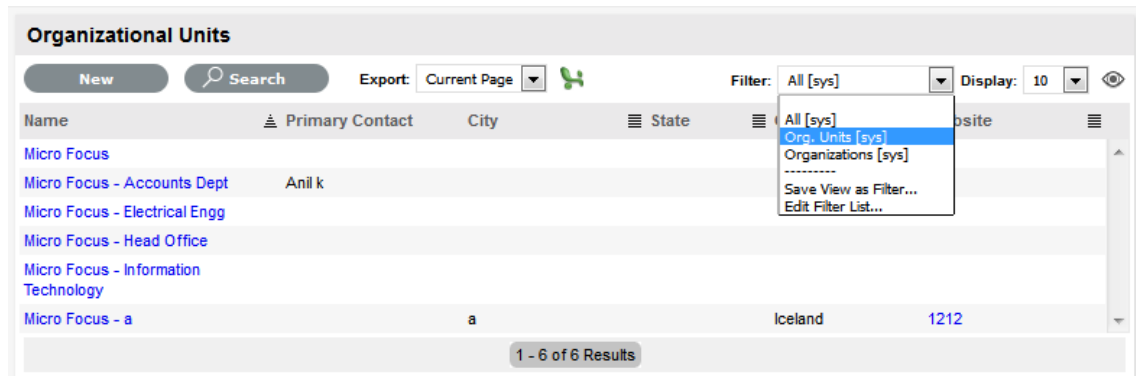 Organizational Units
New Search Export: Current Page Filter: All [sys] Display: 10
Name Primary Contact City State bsite
All [sys]
Org. Units [sys]
Organizations [sys]
---------
Save View as Filter...
Edit Filter List...
Micro Focus
Micro Focus - Accounts Dept Anil k
Micro Focus - Electrical Engg
Micro Focus - Head Office
Micro Focus - Information
Technology
Micro Focus - a a Iceland 1212
1 - 6 of 6 Results